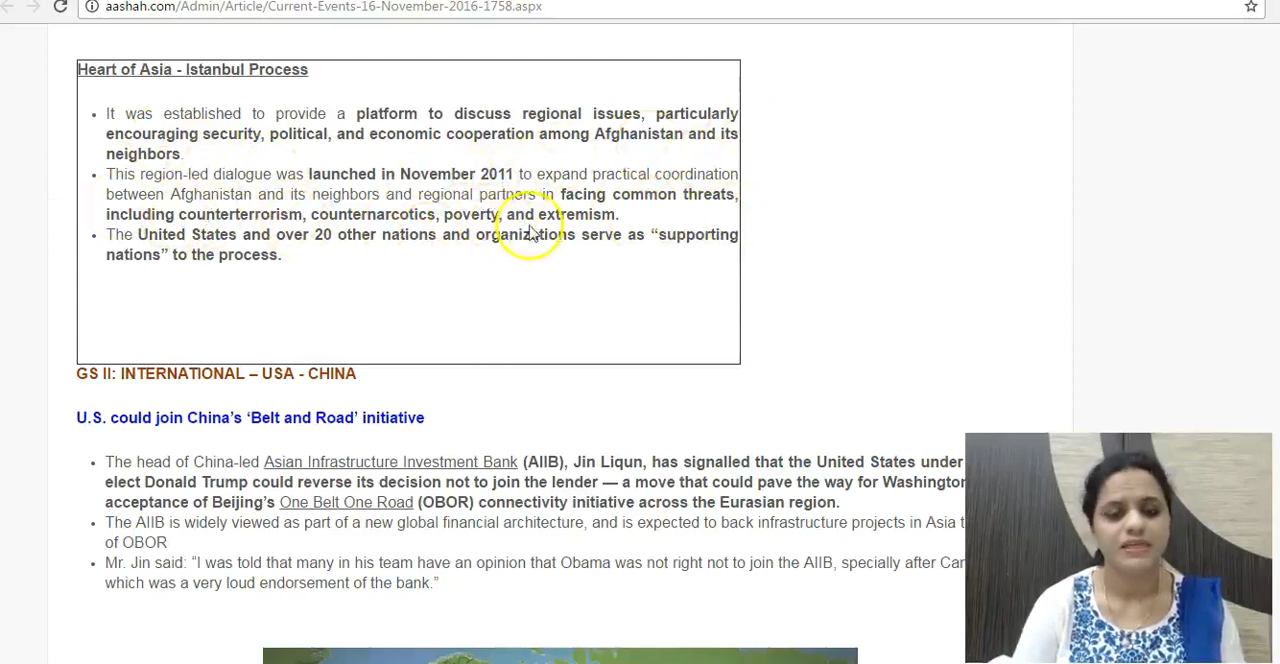 aashah.com/Admin/Article/Current-Events-16-November-2016-1758.aspx
Heart of Asia - Istanbul Process
• It was established to provide a platform to discuss regional issues, particularly
encouraging security, political, and economic cooperation among Afghanistan and its
neighbors.
• This region-led dialogue was launched in November 2011 to expand practical coordination
between Afghanistan and its neighbors and regional partners in facing common threats,
including counterterrorism, counternarcotics, poverty, and extremism.
• The United States and over 20 other nations and organizations serve as “supporting
nations” to the process.
GS II: INTERNATIONAL – USA - CHINA
U.S. could join China’s ‘Belt and Road’ initiative
• The head of China-led Asian Infrastructure Investment Bank (AIIB), Jin Liqun, has signalled that the United States under
elect Donald Trump could reverse its decision not to join the lender — a move that could pave the way for Washington
acceptance of Beijing’s One Belt One Road (OBOR) connectivity initiative across the Eurasian region.
• The AIIB is widely viewed as part of a new global financial architecture, and is expected to back infrastructure projects in Asia
of OBOR
• Mr. Jin said: “I was told that many in his team have an opinion that Obama was not right not to join the AIIB, specially after
which was a very loud endorsement of the bank.”